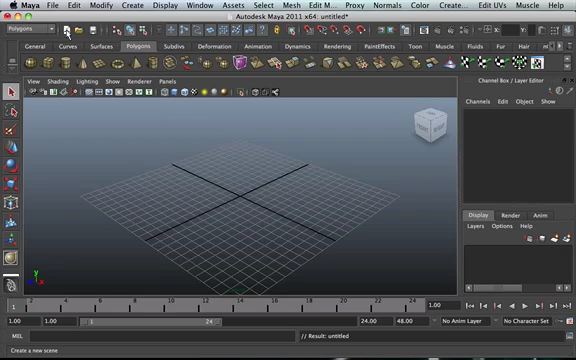 Maya File Edit Modify Create Display Window Assets Select Mesh Edit M... Proxy Normals Color Create... Edit UVs Muscle Help
Autodesk Maya 2011 x64: untitled*
Polygons X: Y:
General Curves Surfaces Polygons Subdivs Deformation Animation Dynamics Rendering PaintEffects Toon Muscle Fluids Fur Hair
Channel Box / Layer Editor
View Shading Lighting Show Renderer Panels
Channels Edit Object Show
Display Render Anim
Layers Options Help
y
x
1 2 4 6 8 10 12 14 16 18 20 22 24 1.00
1.00 1.00 1 24 24.00 48.00 No Anim Layer No Character Set
MEL // Result: untitled
Create a new scene